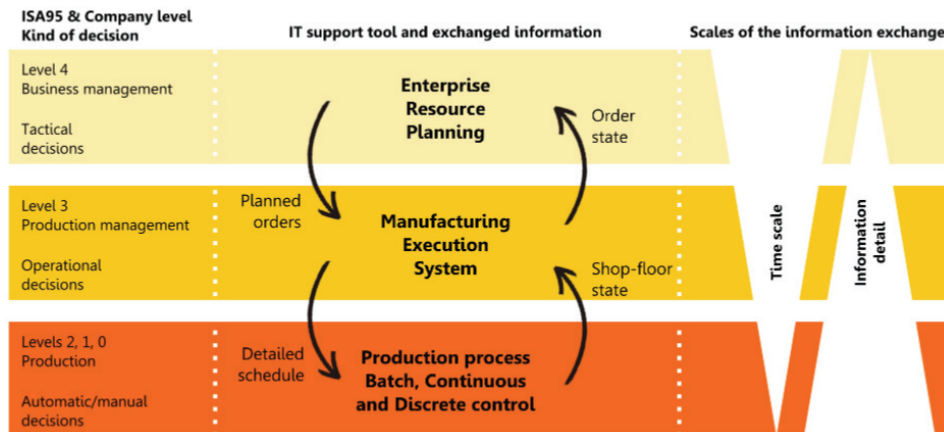 ISA95 & Company level
Kind of decision
IT support tool and exchanged information
Scales of the information exchange
Level 4
Business management
Tactical
decisions
Enterprise
Resource
Planning
Order
state
Level 3
Production management
Operational
decisions
Planned
orders
Manufacturing
Execution
System
Shop-floor
state
Time scale
Information
detail
Levels 2, 1, 0
Production
Automatic/manual
decisions
Detailed
schedule
Production process
Batch, Continuous
and Discrete control